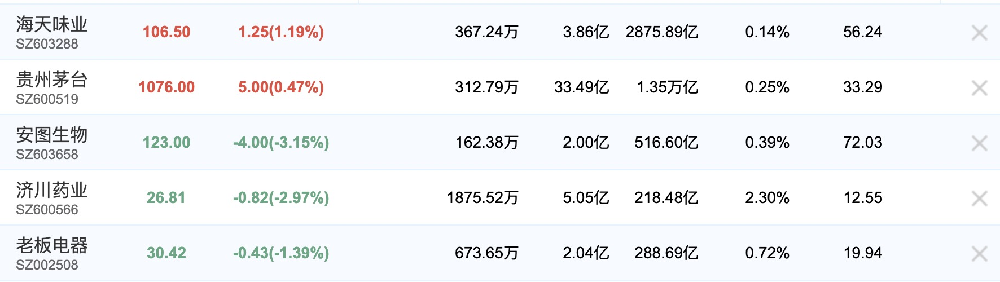 海天味业 106.50 1.25(1.19%) 367.24万 3.86亿 2875.89亿 0.14% 56.24
SZ603288
贵州茅台 1076.00 5.00(0.47%) 312.79万 33.49亿 1.35万亿 0.25% 33.29
SZ600519
安图生物 123.00 -4.00(-3.15%) 162.38万 2.00亿 516.60亿 0.39% 72.03
SZ603658
济川药业 26.81 -0.82(-2.97%) 1875.52万 5.05亿 218.48亿 2.30% 12.55
SZ600566
老板电器 30.42 -0.43(-1.39%) 673.65万 2.04亿 288.69亿 0.72% 19.94
SZ002508